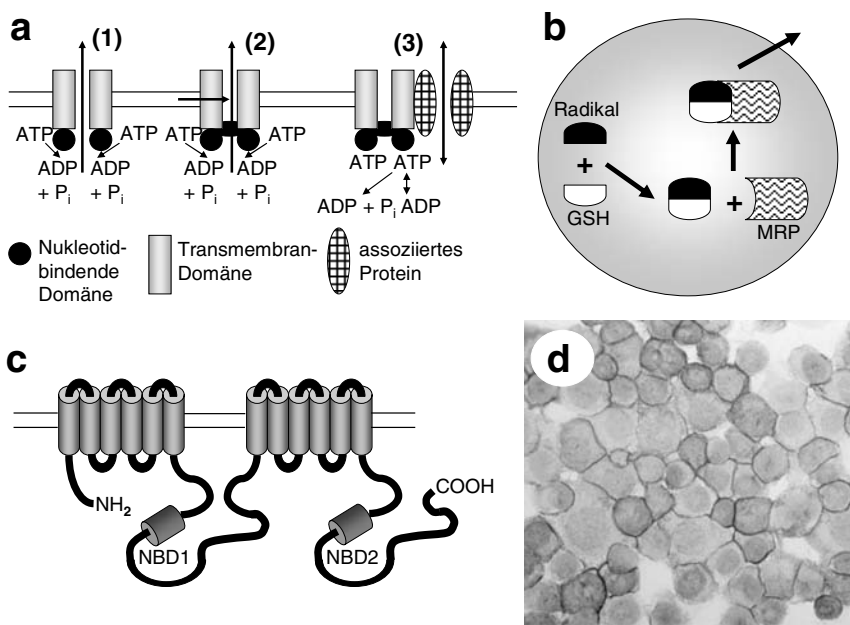 a
(1)
(2)
(3)
ATP ATP ATP ATP
ADP ADP ADP ADP
+ Pi + Pi + Pi + Pi
ATP ATP
ADP + Pi ADP
Nukleotid-
bindende
Domäne
Transmembran-
Domäne
assoziiertes
Protein
b
Radikal
+
GSH
+
MRP
c
NH2
NBD1
NBD2
COOH
d